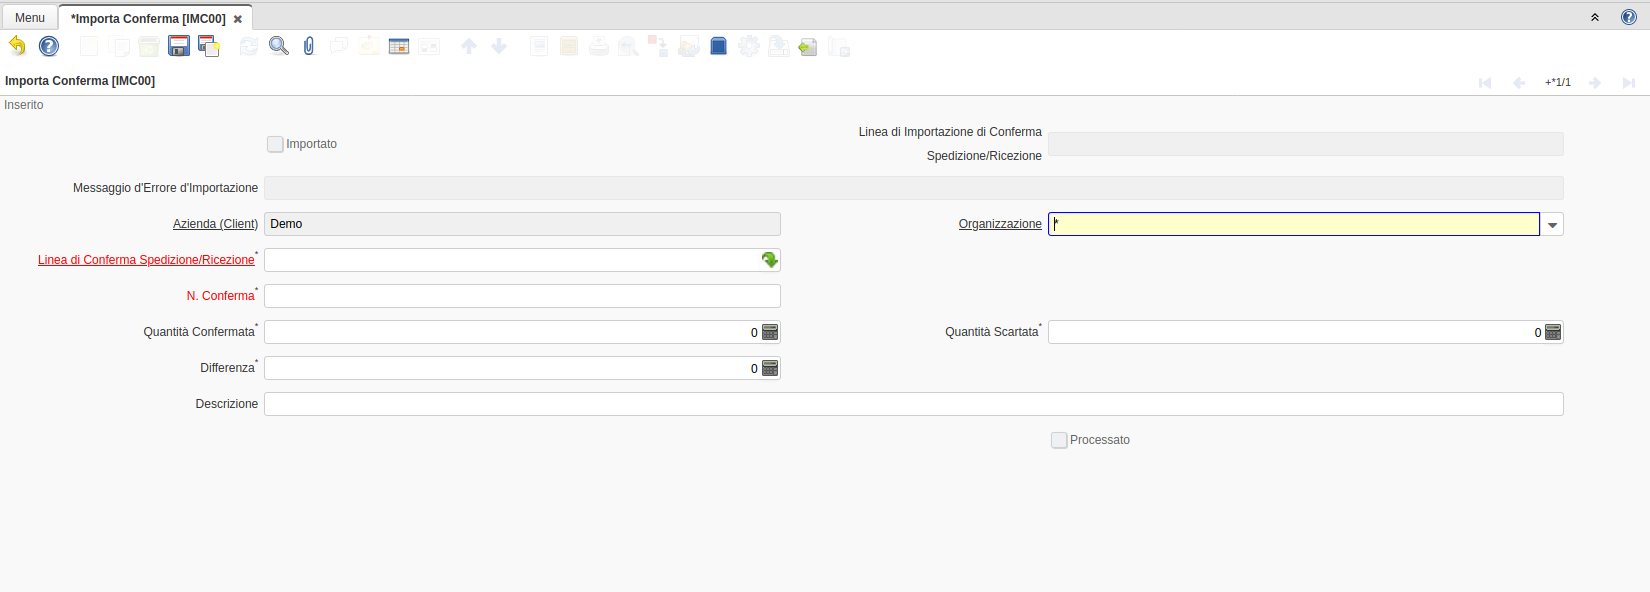 Menu
*Importa Conferma [IMC00]
Importa Conferma [IMC00]
+*1/1
Inserito
Importato
Linea di Importazione di Conferma
Spedizione/Ricezione
Messaggio d'Errore d'Importazione
Azienda (Client)
Demo
Organizzazione
*
Linea di Conferma Spedizione/Ricezione*
N. Conferma*
Quantità Confermata*
0
Quantità Scartata*
0
Differenza*
0
Descrizione
Processato